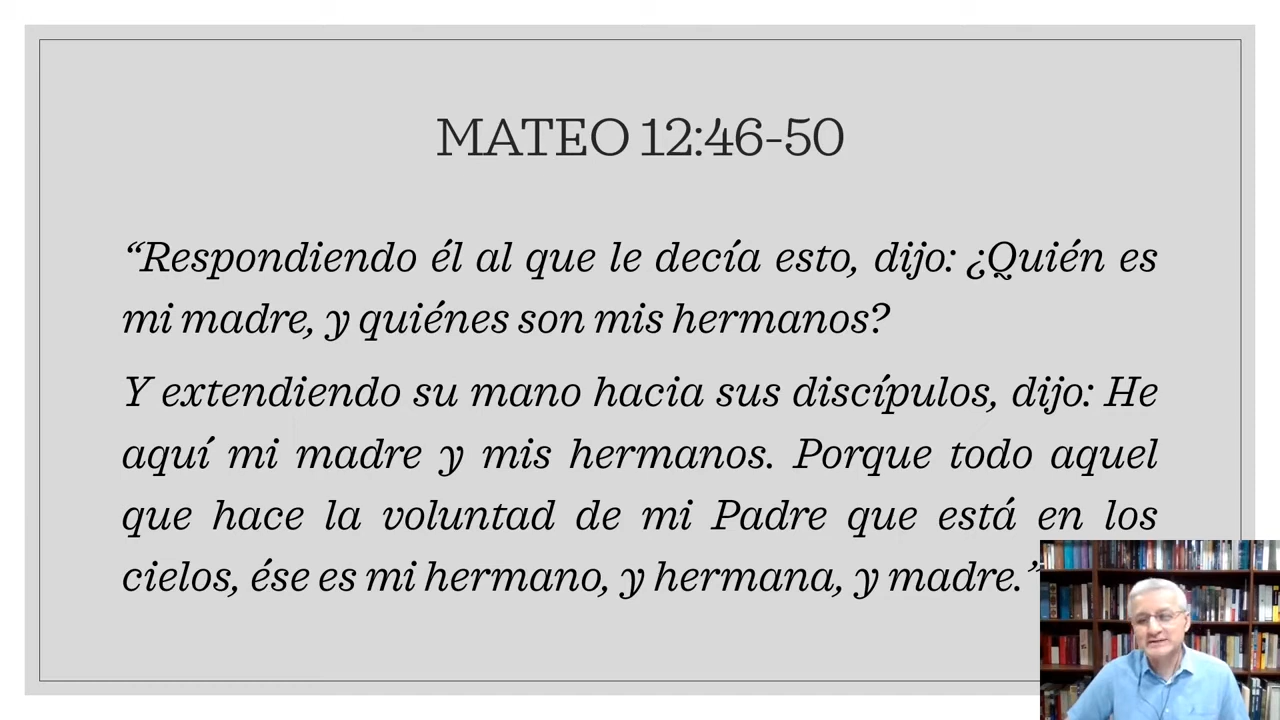 MATEO 12:46-50
“Respondiendo él al que le decía esto, dijo: ¿Quién es
mi madre, y quiénes son mis hermanos?
Y extendiendo su mano hacia sus discípulos, dijo: He
aquí mi madre y mis hermanos. Porque todo aquel
que hace la voluntad de mi Padre que está en los
cielos, ése es mi hermano, y hermana, y madre.”